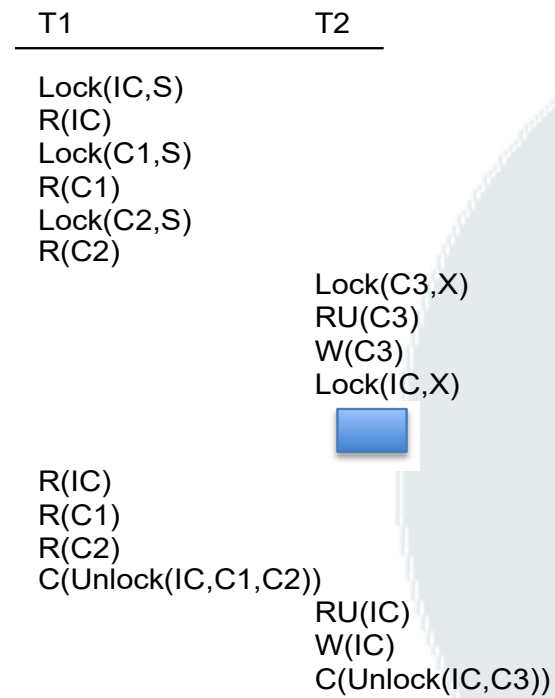 T1 T2
Lock(IC,S)
R(IC)
Lock(C1,S)
R(C1)
Lock(C2,S)
R(C2)
Lock(C3,X)
RU(C3)
W(C3)
Lock(IC,X)
R(IC)
R(C1)
R(C2)
C(Unlock(IC,C1,C2))
RU(IC)
W(IC)
C(Unlock(IC,C3))